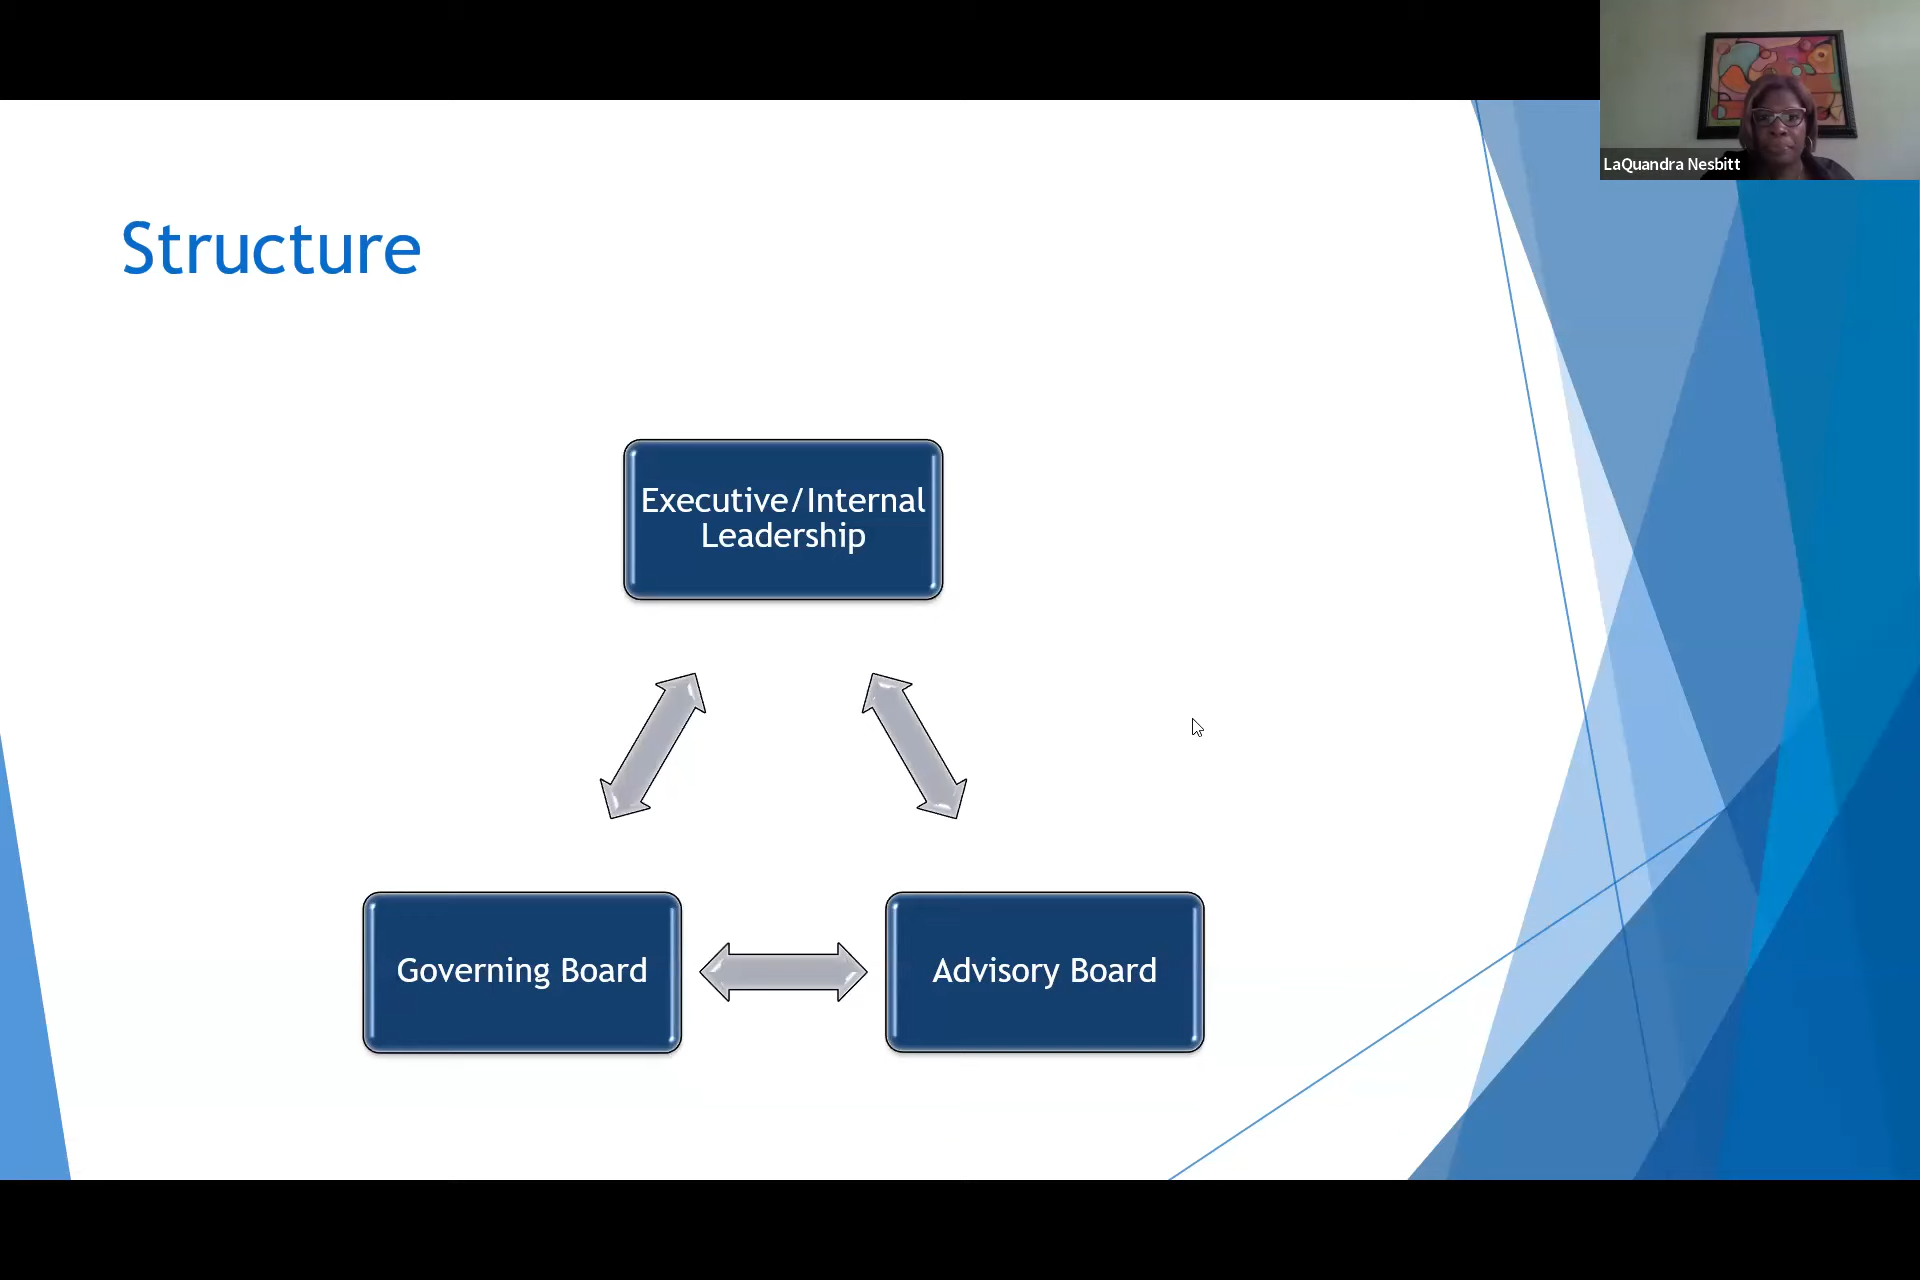 LaQuandra Nesbitt
Structure
Executive/Internal
Leadership
Governing Board
Advisory Board